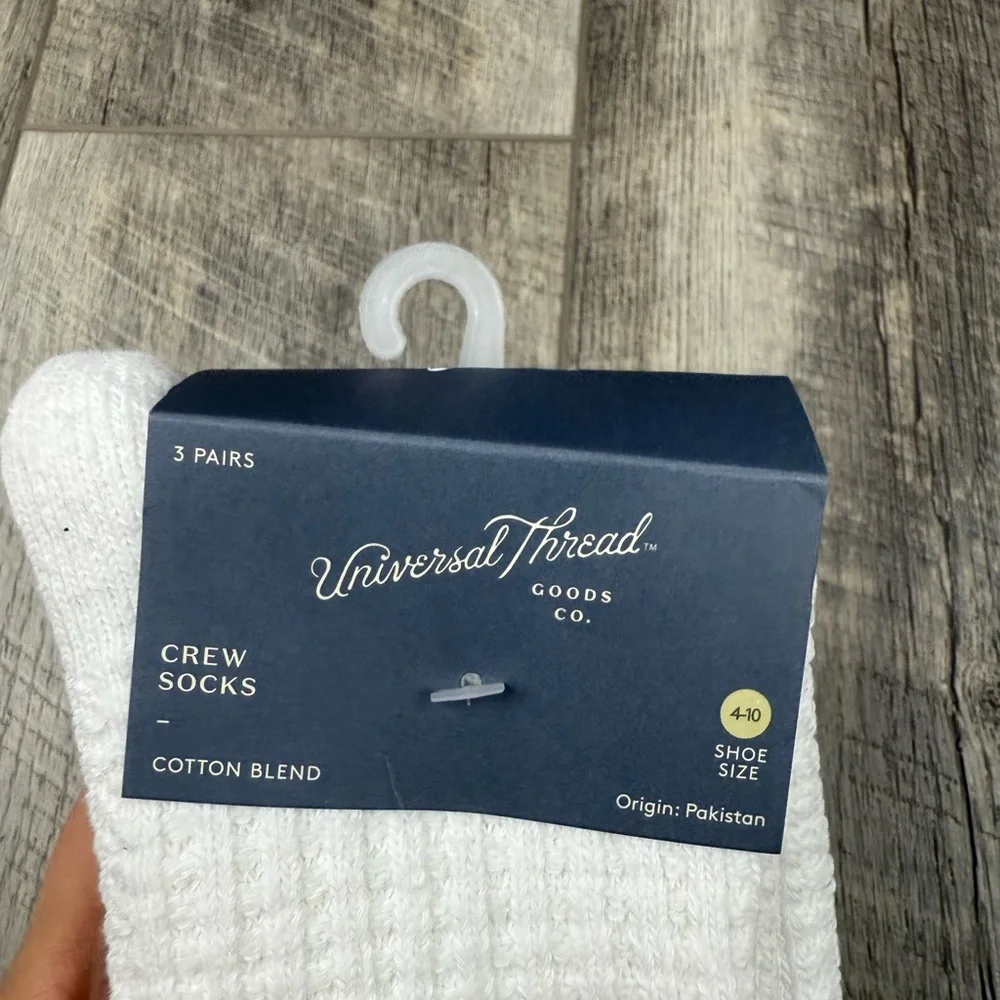 3 PAIRS
Universal Thread™
GOODS
CO.
CREW
SOCKS
–
COTTON BLEND
4-10
SHOE
SIZE
Origin: Pakistan